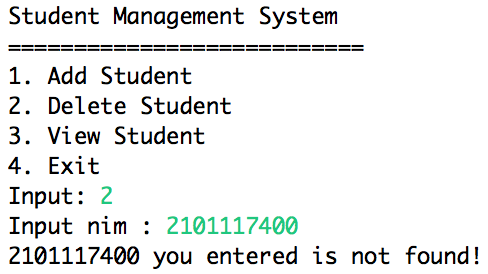 Student Management System
===========================
1. Add Student
2. Delete Student
3. View Student
4. Exit
Input: 2
Input nim : 2101117400
2101117400 you entered is not found!